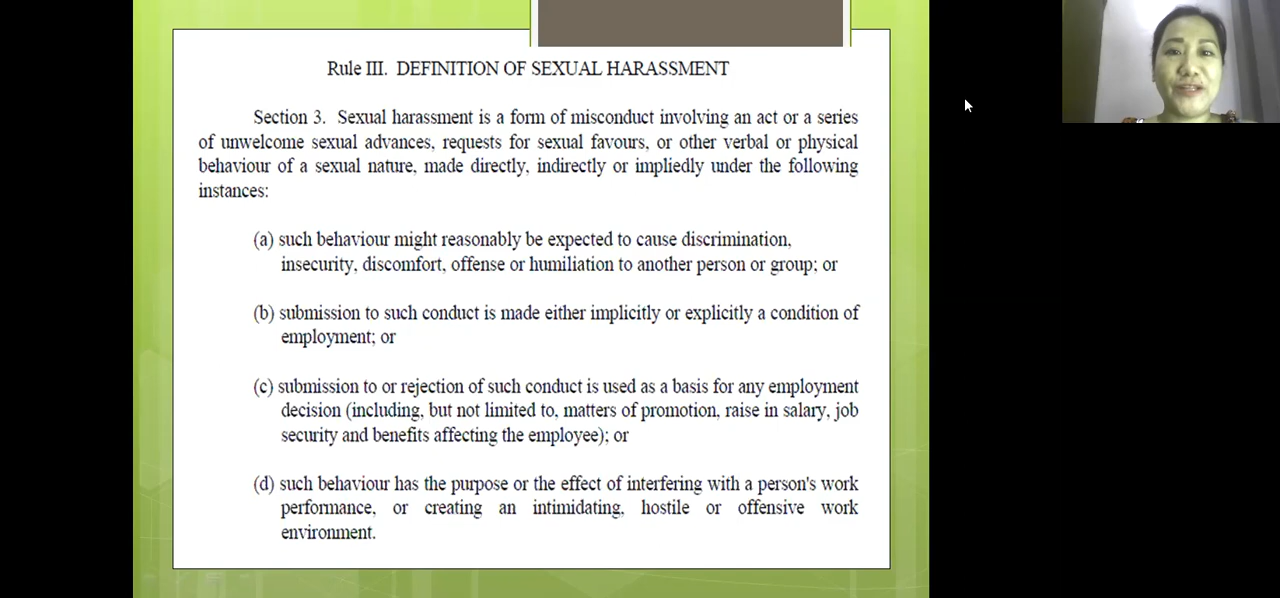 Rule III. DEFINITION OF SEXUAL HARASSMENT
Section 3. Sexual harassment is a form of misconduct involving an act or a series
of unwelcome sexual advances, requests for sexual favours, or other verbal or physical
behaviour of a sexual nature, made directly, indirectly or impliedly under the following
instances:
(a) such behaviour might reasonably be expected to cause discrimination,
insecurity, discomfort, offense or humiliation to another person or group; or
(b) submission to such conduct is made either implicitly or explicitly a condition of
employment; or
(c) submission to or rejection of such conduct is used as a basis for any employment
decision (including, but not limited to, matters of promotion, raise in salary, job
security and benefits affecting the employee); or
(d) such behaviour has the purpose or the effect of interfering with a person's work
performance, or creating an intimidating, hostile or offensive work
environment.